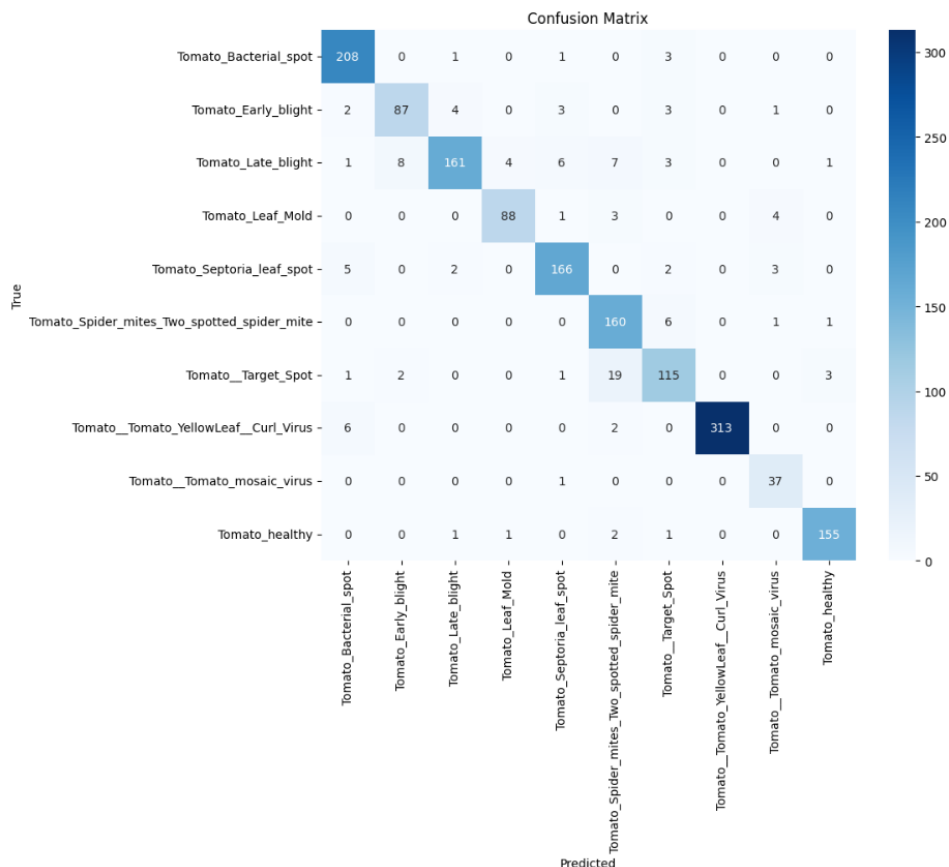 Confusion Matrix
Tomato_Bacterial_spot 208 0 1 0 1 0 3 0 0 0
Tomato_Early_blight 2 87 4 0 3 0 3 0 1 0
Tomato_Late_blight 1 8 161 4 6 7 3 0 0 1
Tomato_Leaf_Mold 0 0 0 88 1 3 0 0 4 0
Tomato_Septoria_leaf_spot 5 0 2 0 166 0 2 0 3 0
Tomato_Spider_mites_Two_spotted_spider_mite 0 0 0 0 0 160 6 0 1 1
Tomato__Target_Spot 1 2 0 0 1 19 115 0 0 3
Tomato__Tomato_YellowLeaf__Curl_Virus 6 0 0 0 0 2 0 313 0 0
Tomato__Tomato_mosaic_virus 0 0 0 0 1 0 0 0 37 0
Tomato_healthy 0 0 1 1 0 2 1 0 0 155
True
Tomato_Bacterial_spot
Tomato_Early_blight
Tomato_Late_blight
Tomato_Leaf_Mold
Tomato_Septoria_leaf_spot
Tomato_Spider_mites_Two_spotted_spider_mite
Tomato__Target_Spot
Tomato__Tomato_YellowLeaf__Curl_Virus
Tomato__Tomato_mosaic_virus
Tomato_healthy
Predicted
300
250
200
150
100
50
0